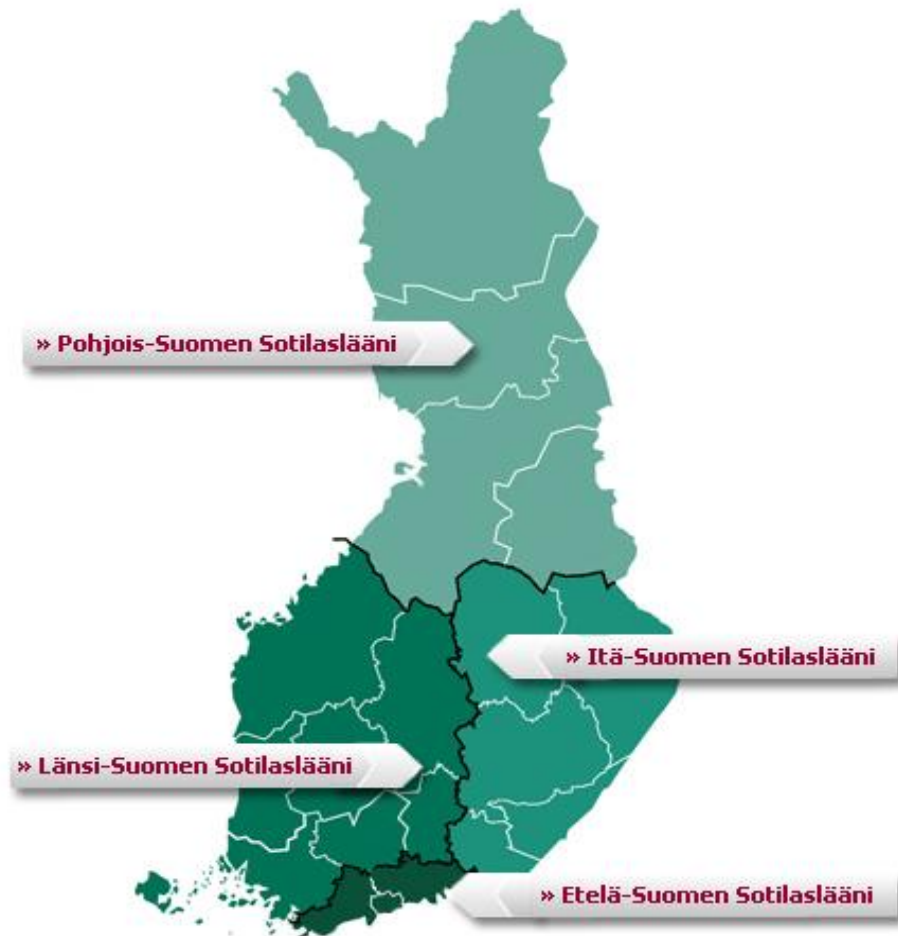 » Pohjois-Suomen Sotilaslääni
» Itä-Suomen Sotilaslääni
» Länsi-Suomen Sotilaslääni
» Etelä-Suomen Sotilaslääni